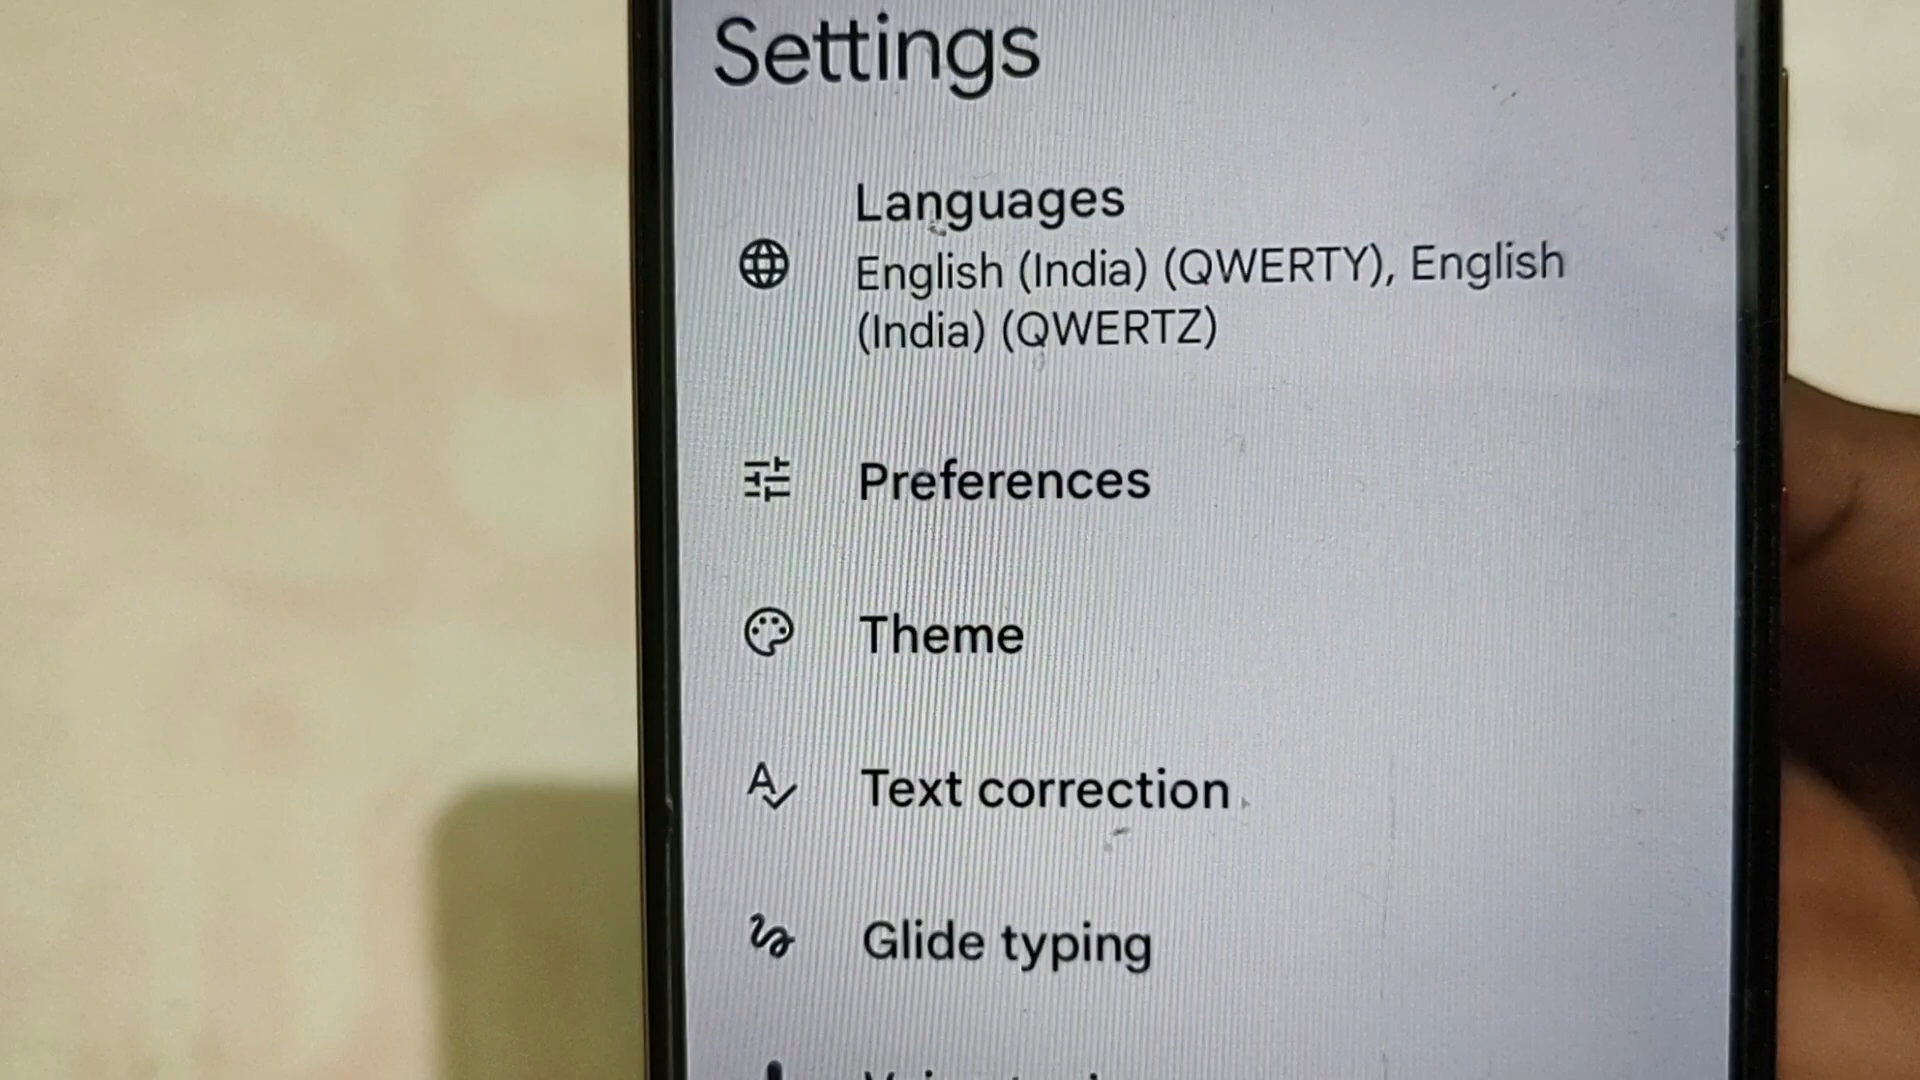 Settings
Languages
English (India) (QWERTY), English
(India) (QWERTZ)
Preferences
Theme
Text correction
Glide typing